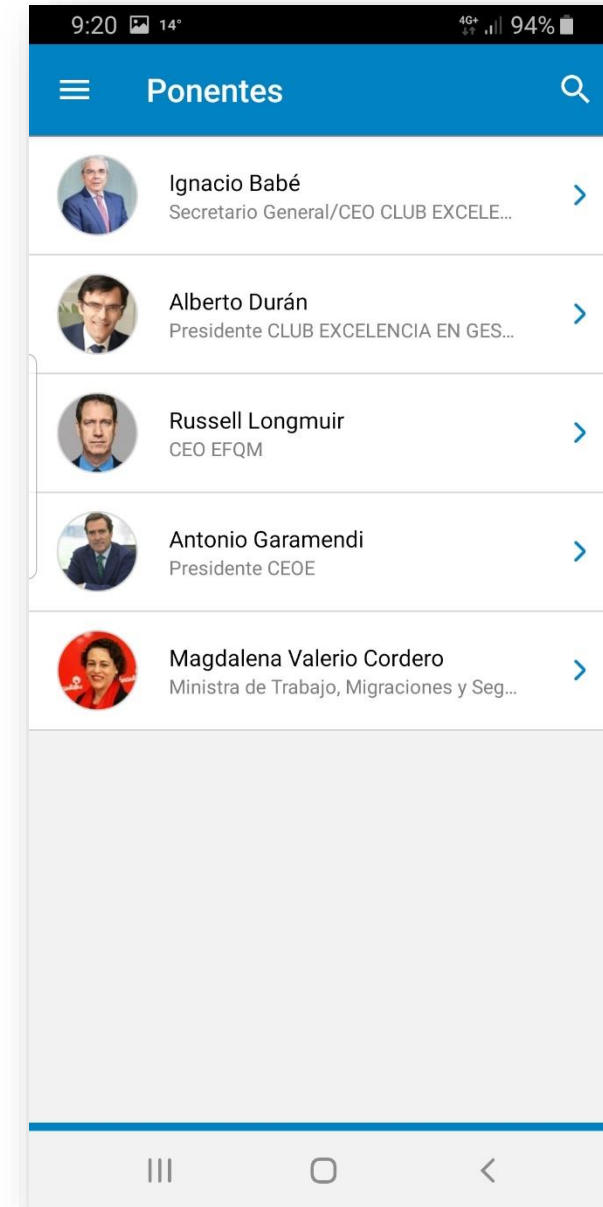 9:20 14° 4G+ 94%
Ponentes
Ignacio Babé
Secretario General/CEO CLUB EXCELE...
Alberto Durán
Presidente CLUB EXCELENCIA EN GES...
Russell Longmuir
CEO EFQM
Antonio Garamendi
Presidente CEOE
Magdalena Valerio Cordero
Ministra de Trabajo, Migraciones y Seg...